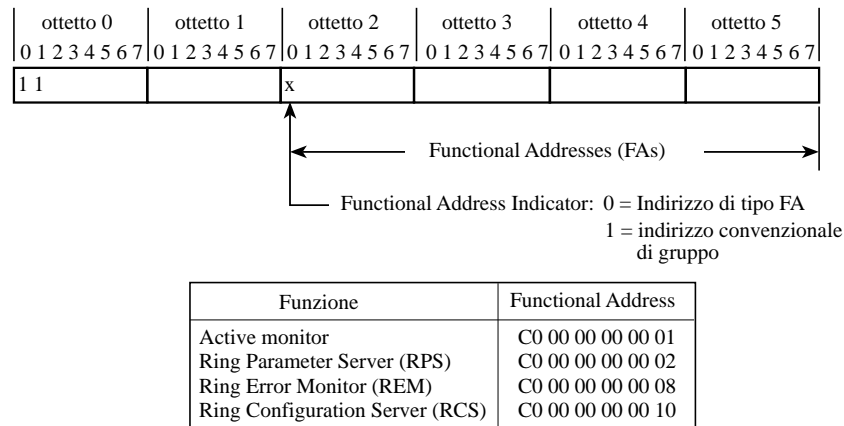 ottetto 0 ottetto 1 ottetto 2 ottetto 3 ottetto 4 ottetto 5
0 1 2 3 4 5 6 7 0 1 2 3 4 5 6 7 0 1 2 3 4 5 6 7 0 1 2 3 4 5 6 7 0 1 2 3 4 5 6 7 0 1 2 3 4 5 6 7
1 1 x
Functional Addresses (FAs)
Functional Address Indicator: 0 = Indirizzo di tipo FA
1 = indirizzo convenzionale
di gruppo
Funzione Functional Address
Active monitor C0 00 00 00 00 01
Ring Parameter Server (RPS) C0 00 00 00 00 02
Ring Error Monitor (REM) C0 00 00 00 00 08
Ring Configuration Server (RCS) C0 00 00 00 00 10